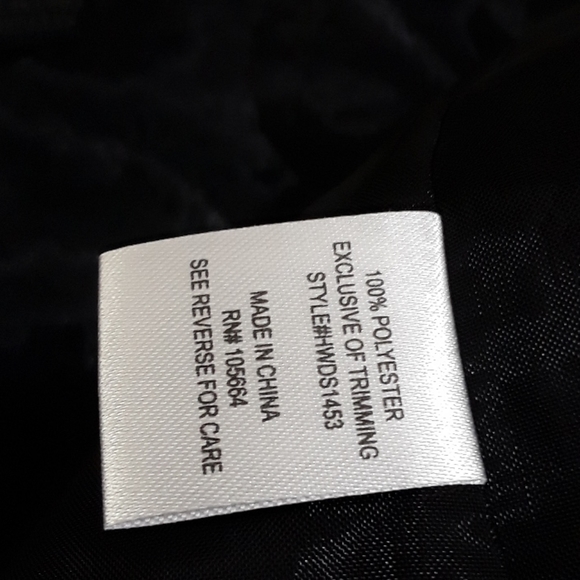 100% POLYESTER
EXCLUSIVE OF TRIMMING
STYLE#HWDS1453
MADE IN CHINA
RN# 105664
SEE REVERSE FOR CARE